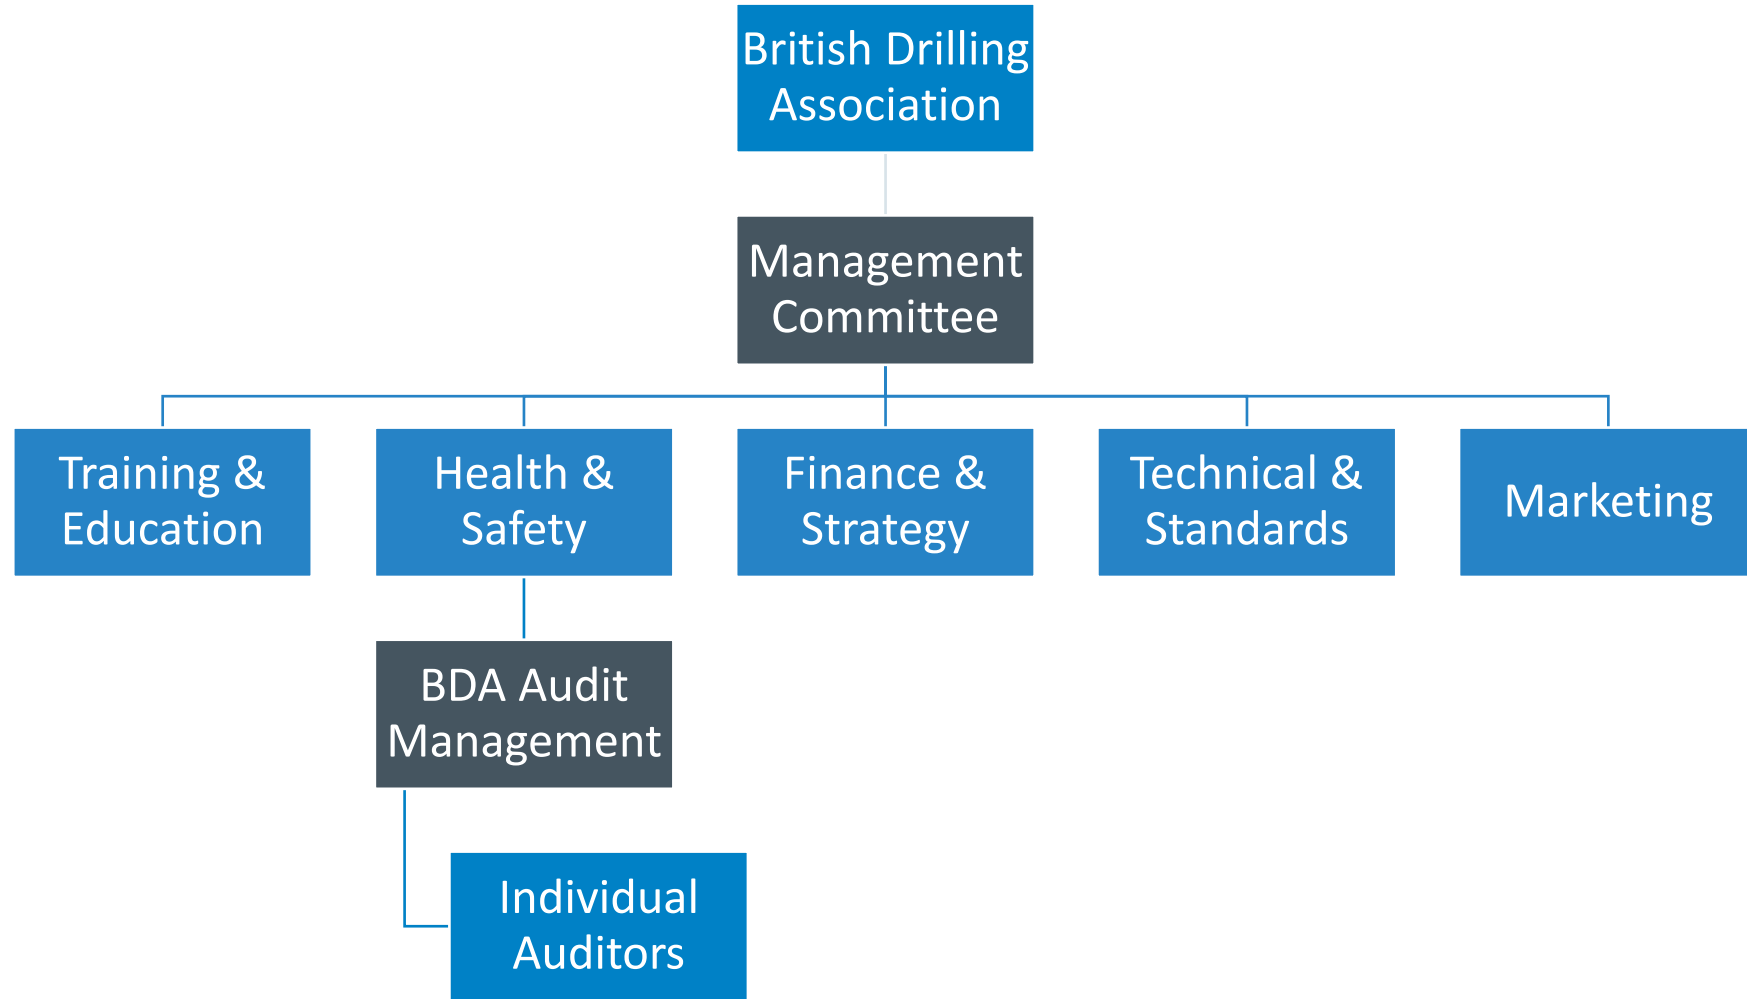 British Drilling
Association
Management
Committee
Training &
Education
Health &
Safety
Finance &
Strategy
Technical &
Standards
Marketing
BDA Audit
Management
Individual
Auditors